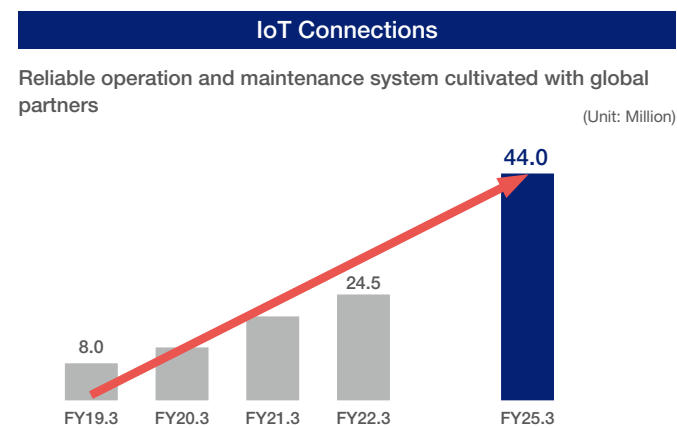 IoT Connections
Reliable operation and maintenance system cultivated with global
partners
(Unit: Million)
44.0
24.5
8.0
FY19.3 FY20.3 FY21.3 FY22.3 FY25.3